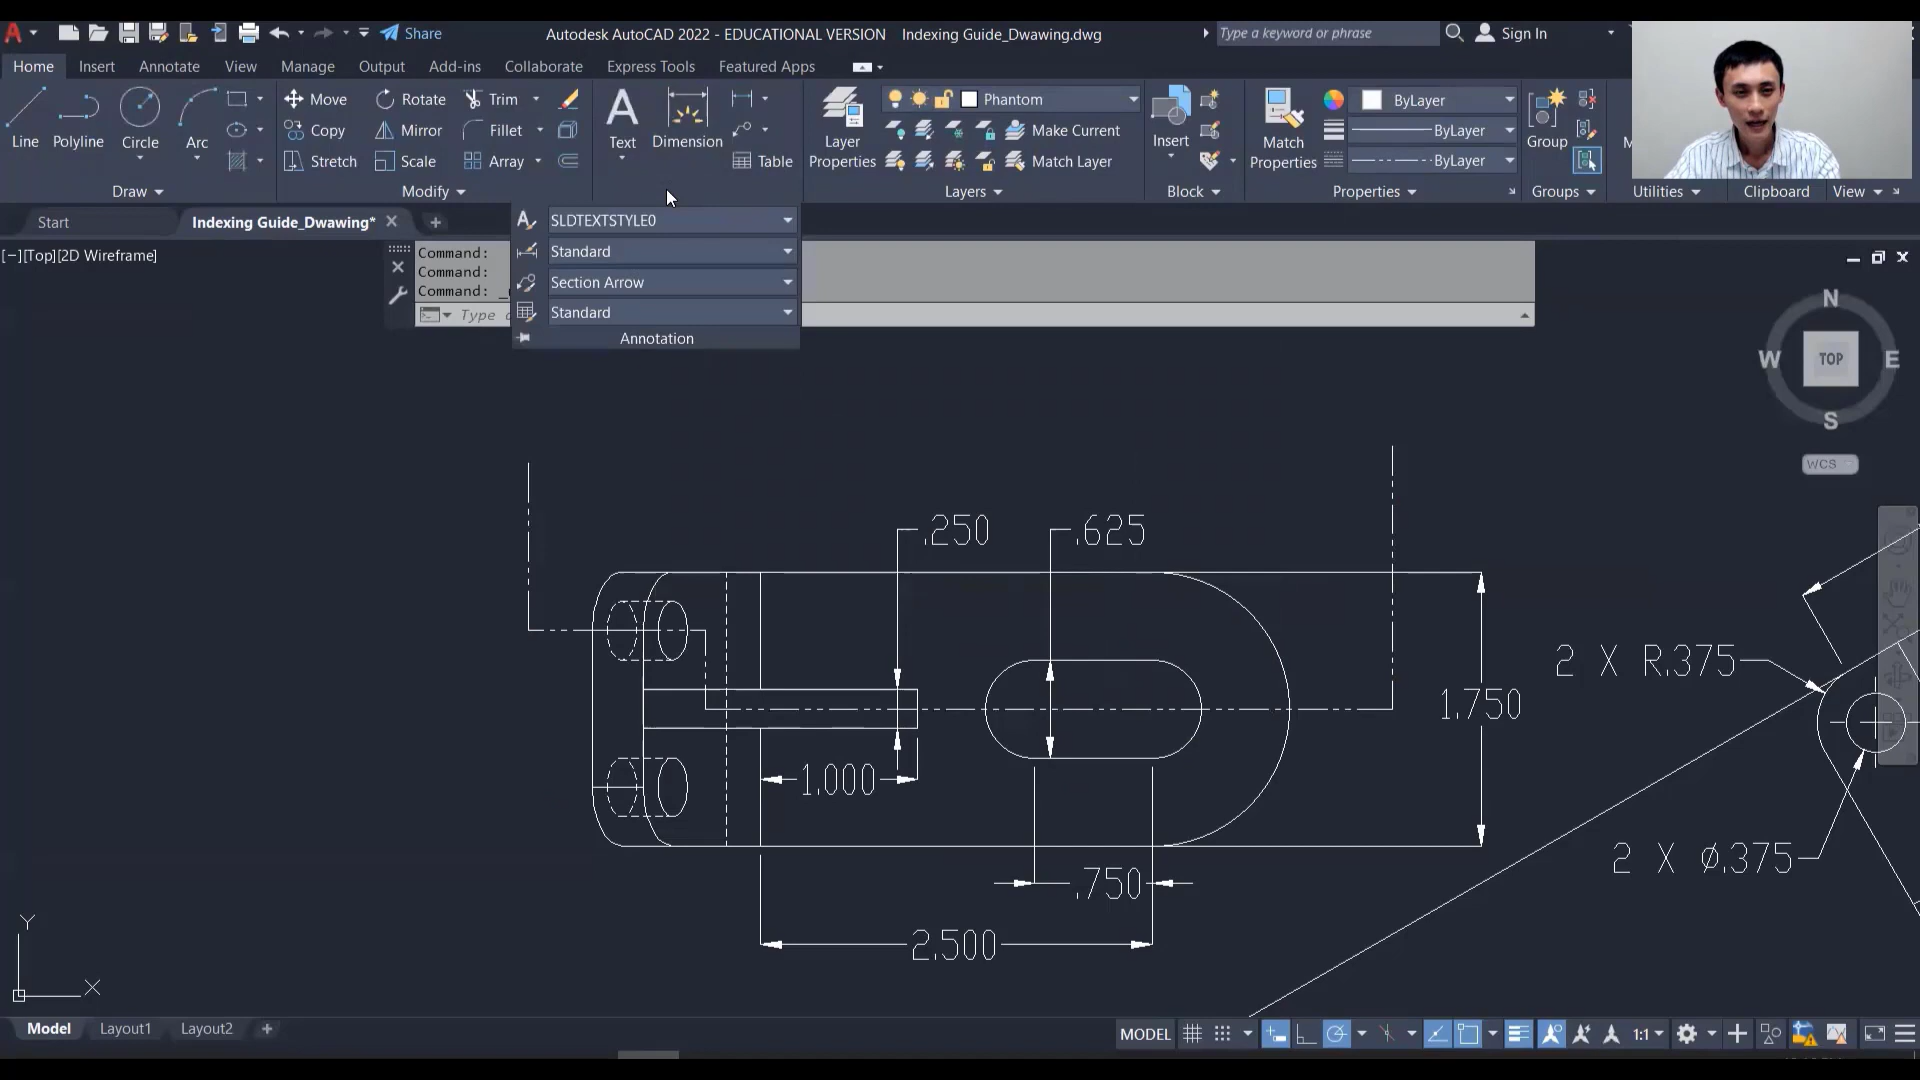 Share
Autodesk AutoCAD 2022 - EDUCATIONAL VERSION Indexing Guide_Dwawing.dwg
Type a keyword or phrase
Sign In
Home Insert Annotate View Manage Output Add-ins Collaborate Express Tools Featured Apps
Line Polyline Circle Arc
Move Rotate Trim
Copy Mirror Fillet
Stretch Scale Array
Text Dimension Table
Layer Properties
Phantom
Make Current
Match Layer
Insert
Match Properties
ByLayer
ByLayer
ByLayer
Group
Draw Modify Layers Block Properties Groups Utilities Clipboard View
Start Indexing Guide_Dwawing*
SLDTEXTSTYLE0
Standard
Section Arrow
Standard
Annotation
[−][Top][2D Wireframe]
Command:
Command:
Command:
Type
N
W TOP E
S
WCS
.250 .625
2 X R.375
1.750
1.000
2 X Ø.375
.750
2.500
Y
X
Model Layout1 Layout2
MODEL 1:1